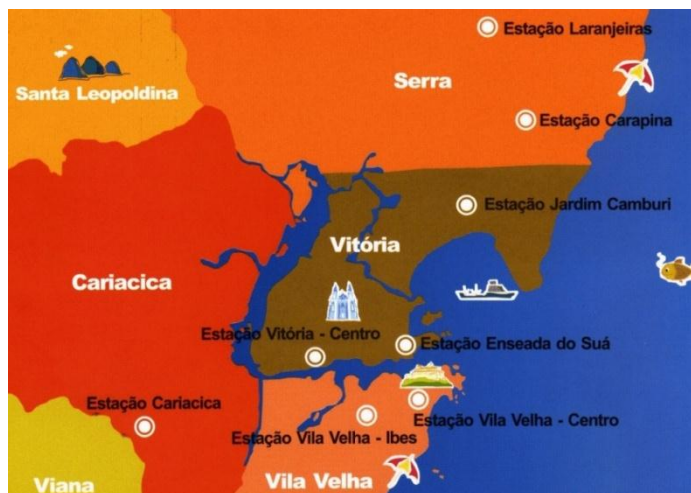 Estação Laranjeiras
Serra
Santa Leopoldina
Estação Carapina
Estação Jardim Camburi
Vitória
Cariacica
Estação Vitória - Centro
Estação Enseada do Suá
Estação Cariacica
Estação Vila Velha - Centro
Estação Vila Velha - Ibes
Viana
Vila Velha